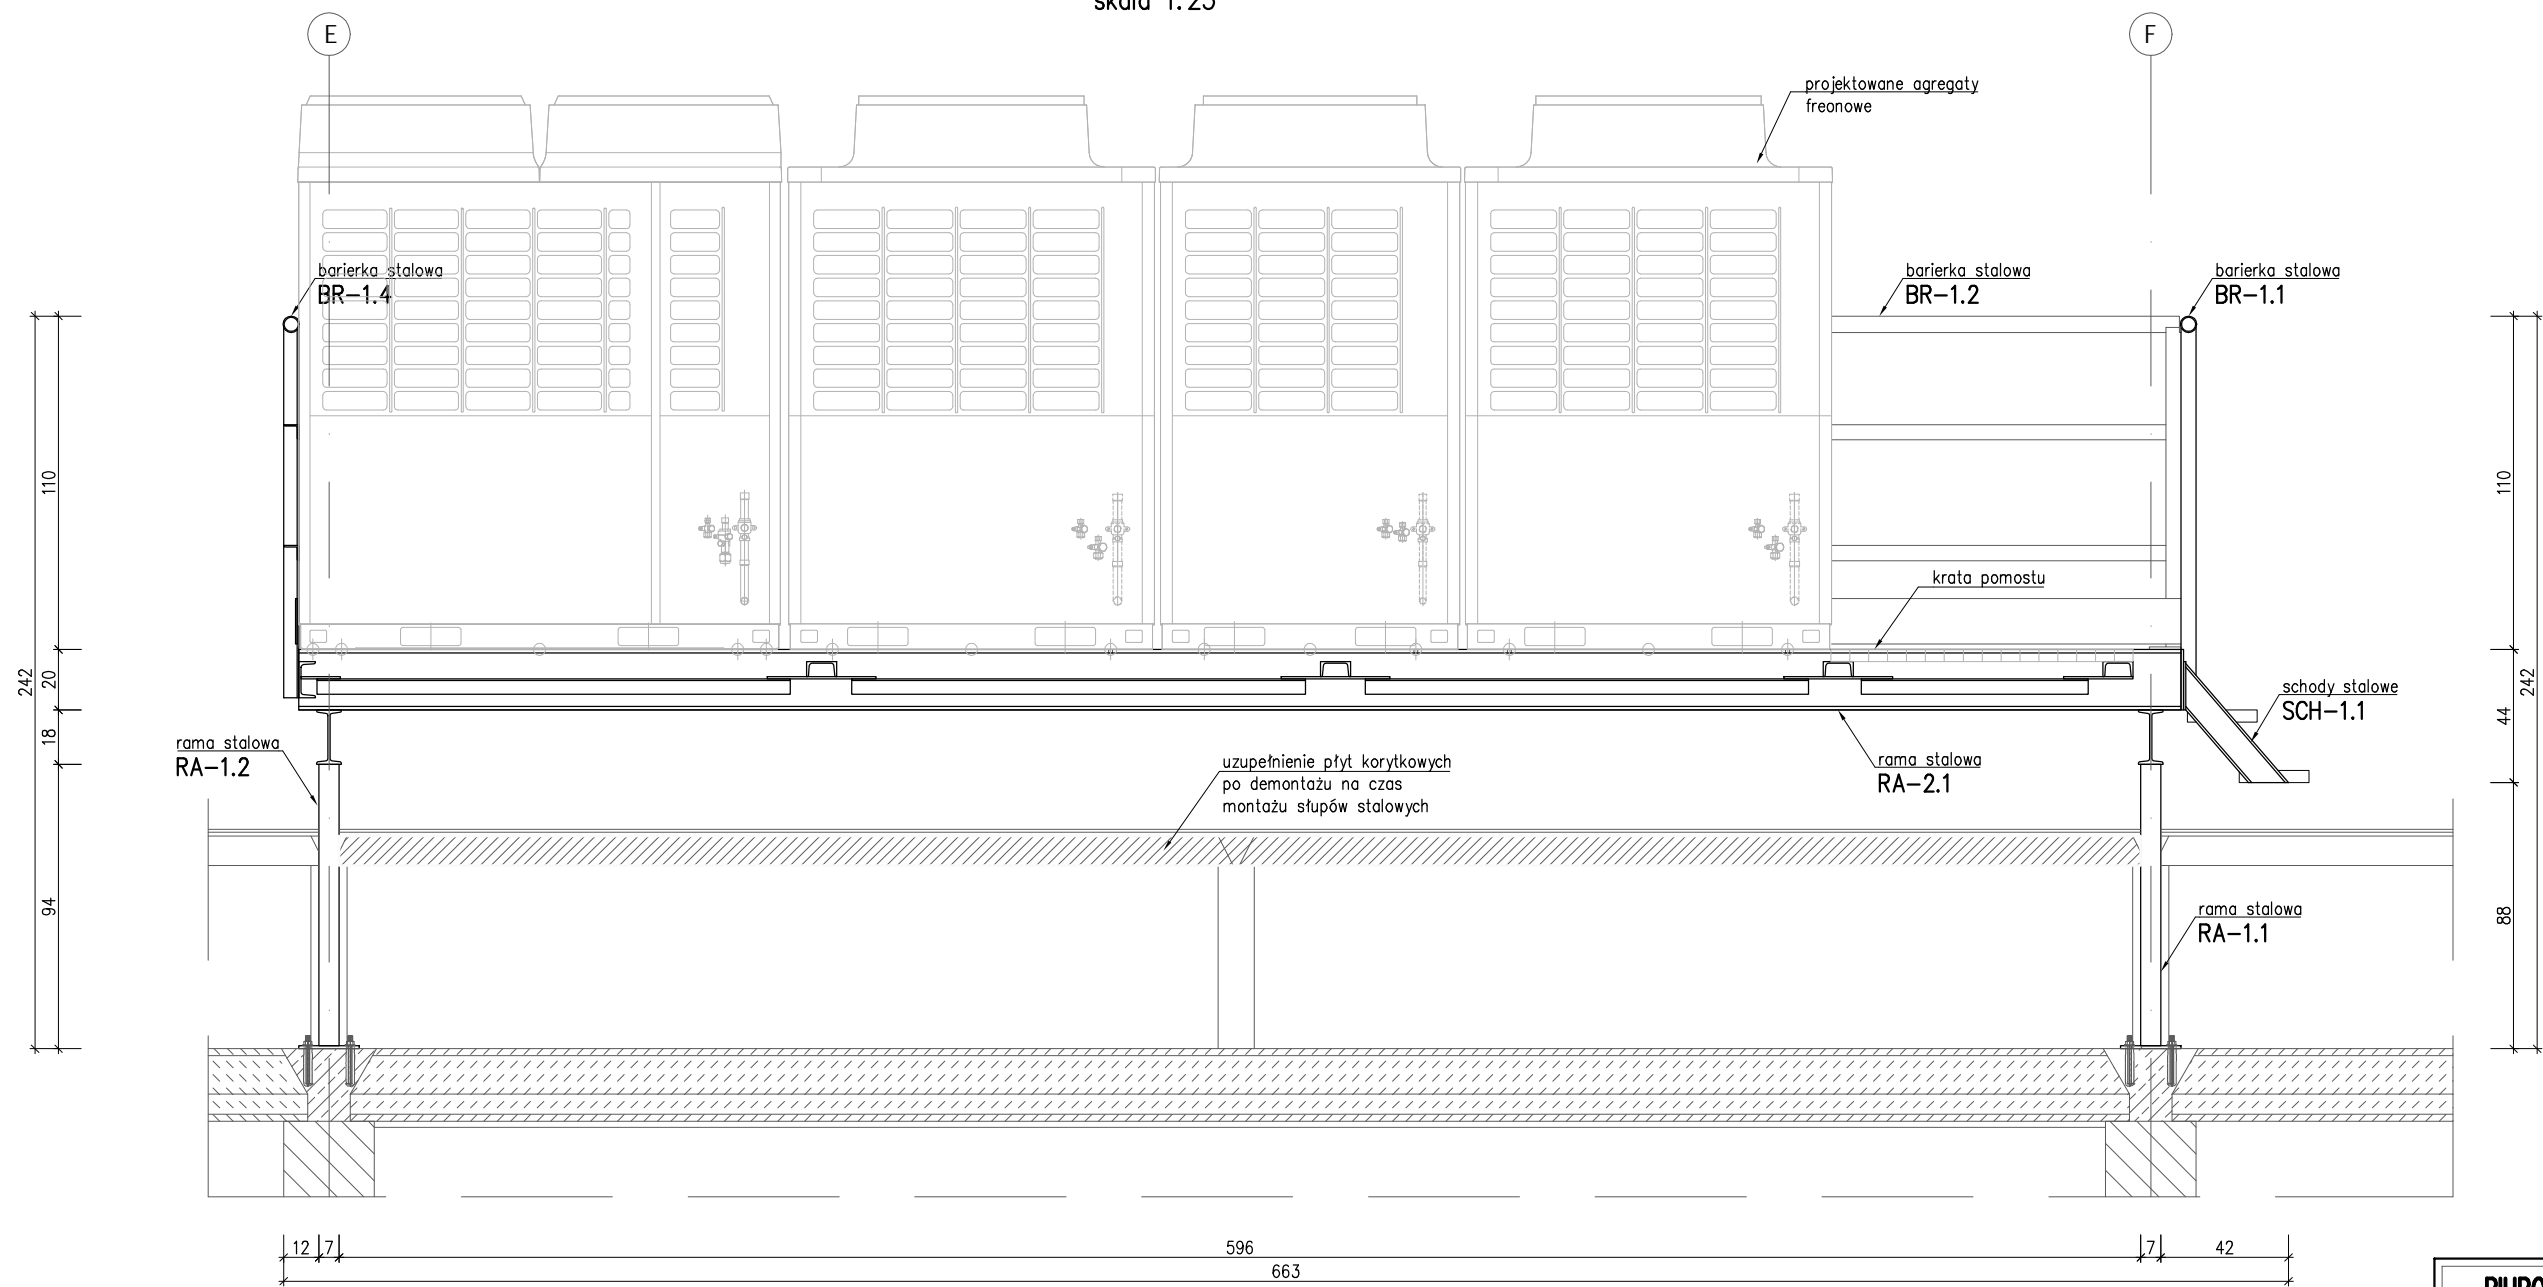 skala 1:25
E
F
projektowane agregaty
freonowe
barierka stalowa
BR-1.4
barierka stalowa
BR-1.2
barierka stalowa
BR-1.1
krata pomostu
schody stalowe
SCH-1.1
rama stalowa
RA-1.2
uzupełnienie płyt korytkowych
po demontażu na czas
montażu słupów stalowych
rama stalowa
RA-2.1
rama stalowa
RA-1.1
242
110
20
18
94
110
44
88
242
12
7
596
7
42
663
BIURO